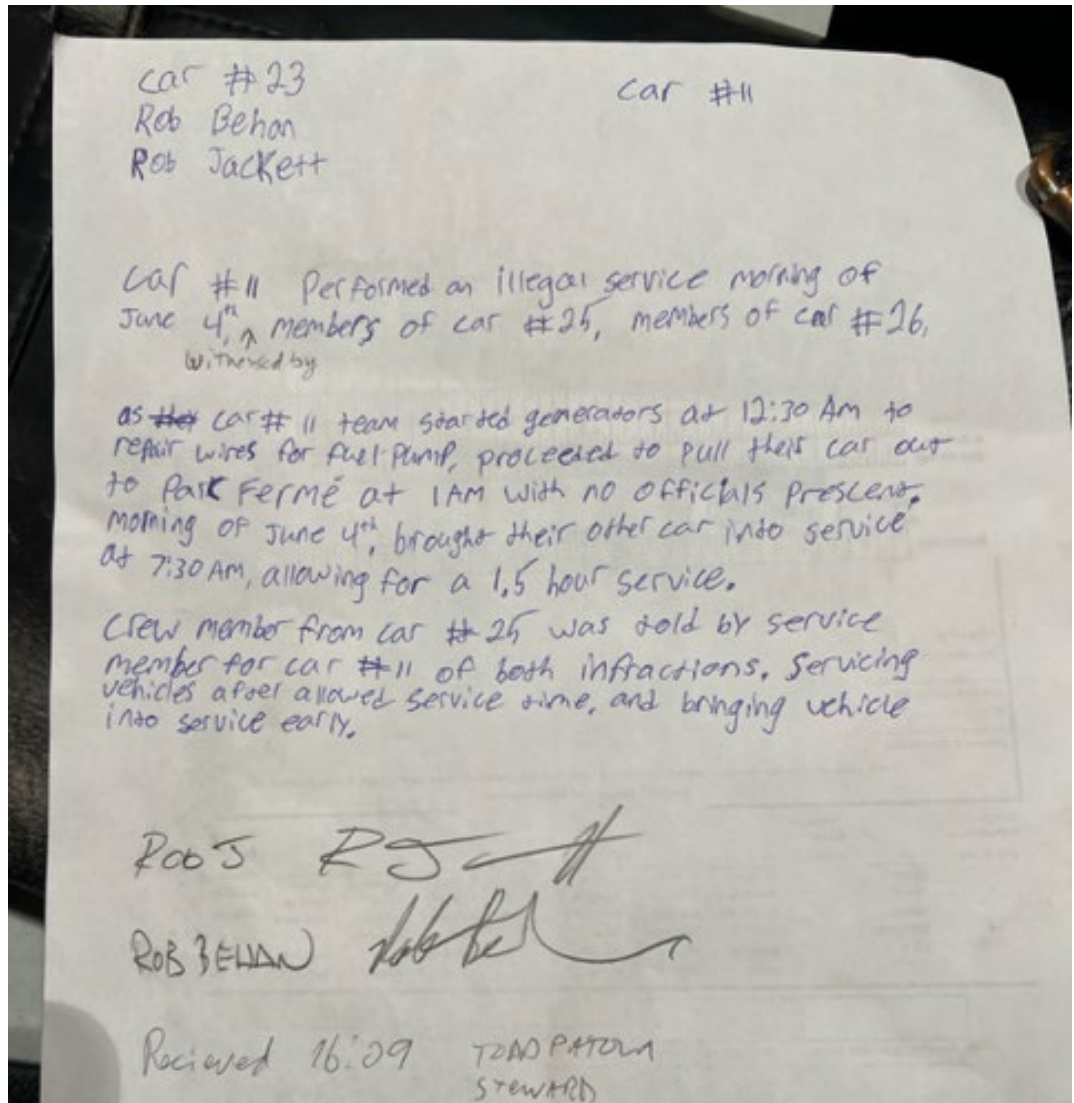 car #23
car #11
Rob Behan
Rob Jackett
car #11 Performed an illegal service morning of
June 4th, ^ members of car #25, members of car #26,
witnessed by
as car #11 team started generators at 12:30 Am to
repair wires for fuel Pump, proceeded to pull their car out
to Park Fermé at 1AM with no officials prescent,
morning of June 4th, brought their other car into service
at 7:30 AM, allowing for a 1.5 hour service.
Crew member from car #25 was told by service
member for car #11 of both infractions. Servicing
vehicles after allowed service time, and bringing vehicle
into service early.
Rob J
ROB BEHAN
Recieved 16:09 TODD
STEWARD